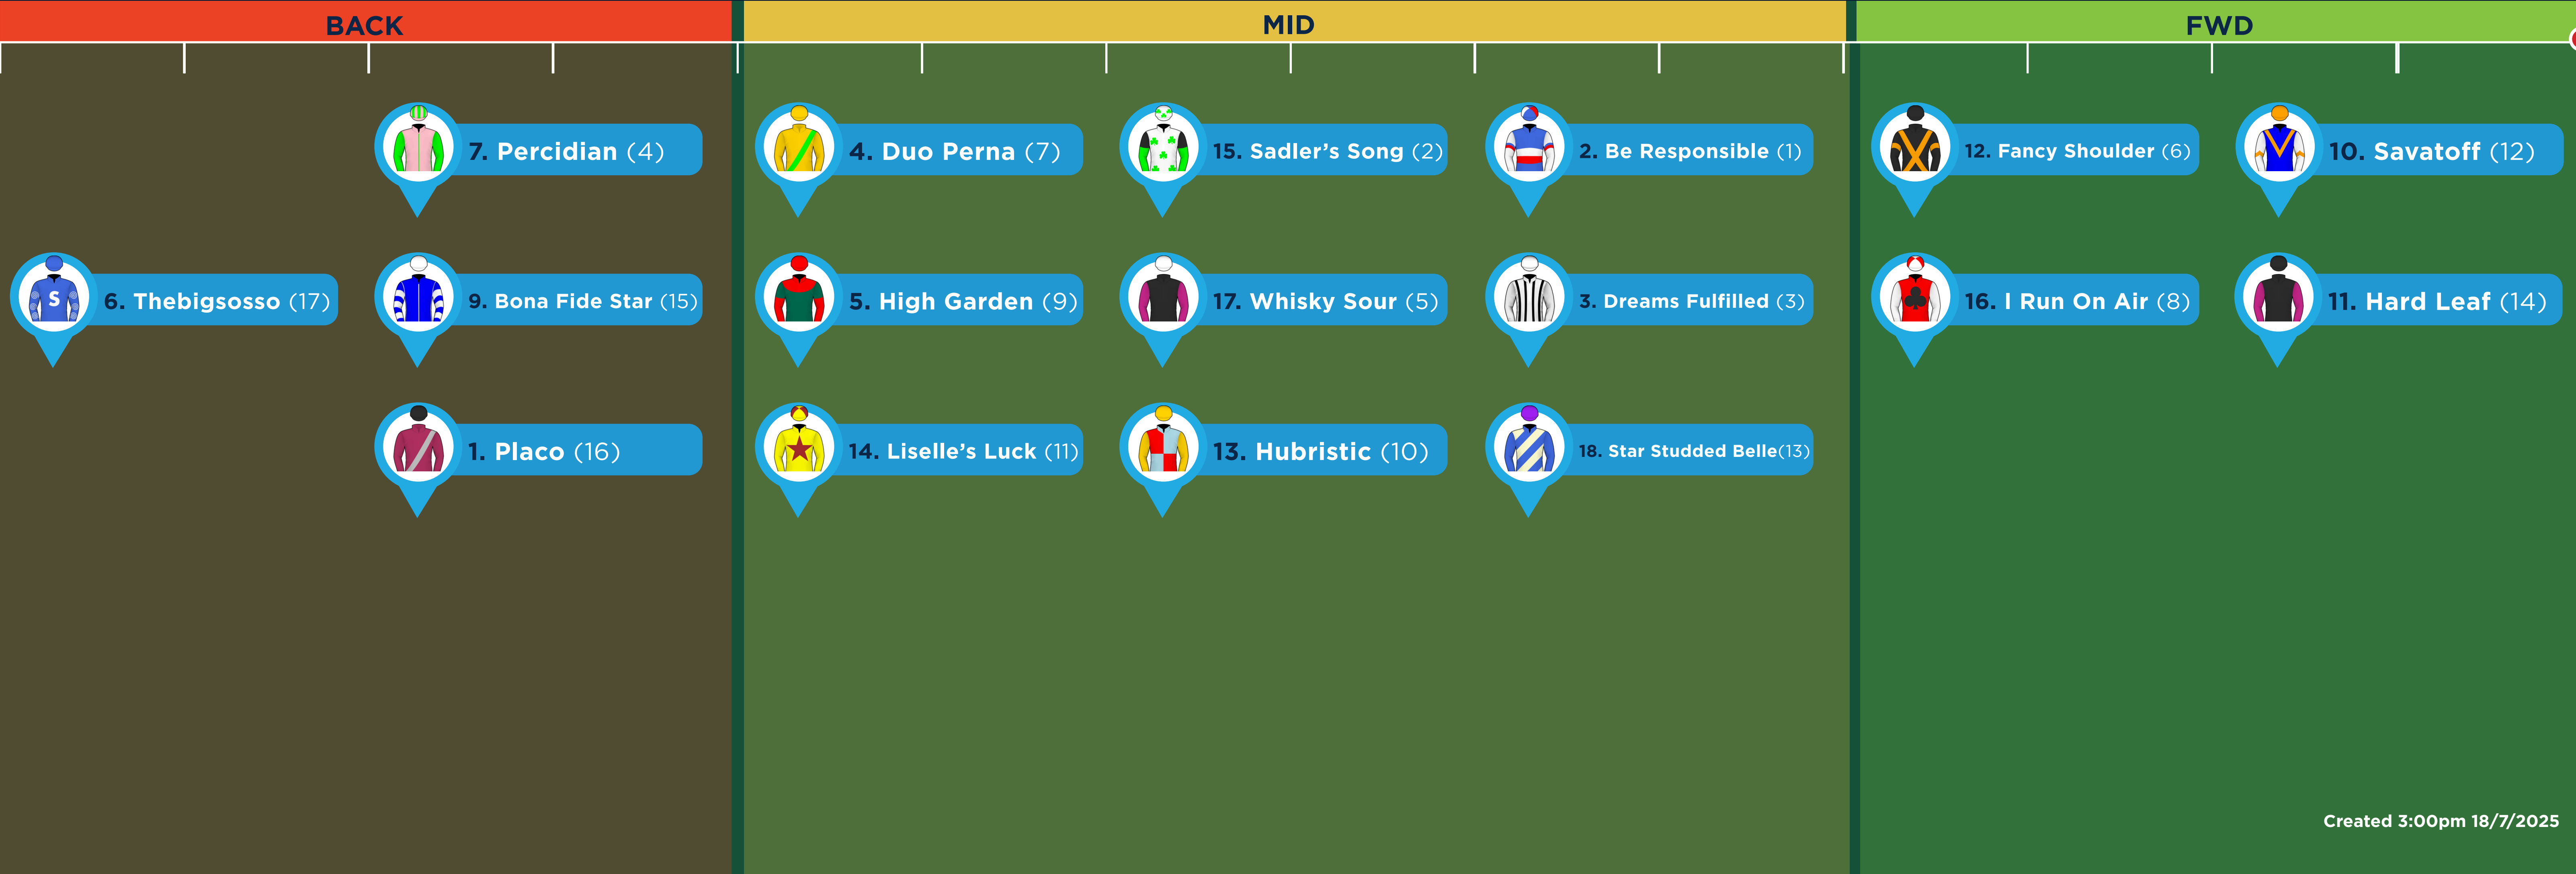 BACK
MID
FWD
7. Percidian (4)
4. Duo Perna (7)
15. Sadler’s Song (2)
2. Be Responsible (1)
12. Fancy Shoulder (6)
10. Savatoff (12)
S
6. Thebigsosso (17)
9. Bona Fide Star (15)
5. High Garden (9)
17. Whisky Sour (5)
3. Dreams Fulfilled (3)
16. I Run On Air (8)
11. Hard Leaf (14)
1. Placo (16)
14. Liselle’s Luck (11)
13. Hubristic (10)
18. Star Studded Belle(13)
Created 3:00pm 18/7/2025